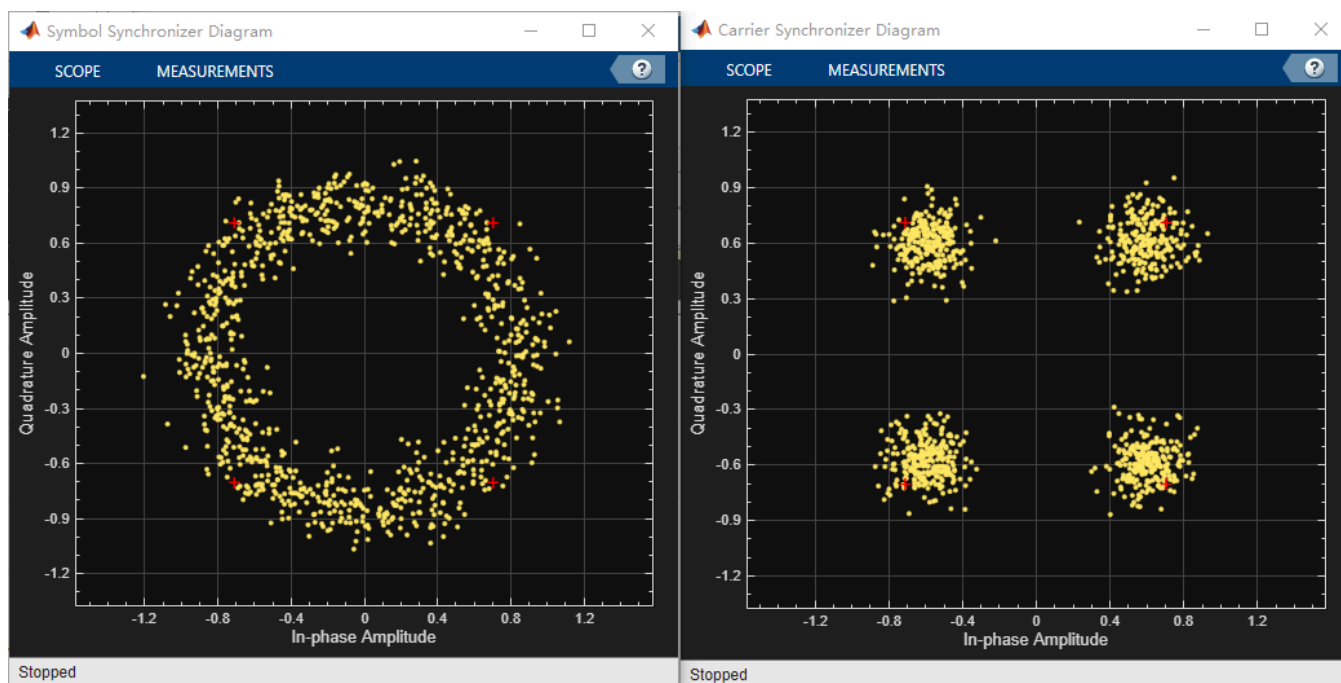 Symbol Synchronizer Diagram
SCOPE MEASUREMENTS ?
1.2
0.9
0.6
0.3
0
-0.3
-0.6
-0.9
-1.2
Quadrature Amplitude
-1.2 -0.8 -0.4 0 0.4 0.8 1.2
In-phase Amplitude
Stopped
Carrier Synchronizer Diagram
SCOPE MEASUREMENTS ?
1.2
0.9
0.6
0.3
0
-0.3
-0.6
-0.9
-1.2
Quadrature Amplitude
-1.2 -0.8 -0.4 0 0.4 0.8 1.2
In-phase Amplitude
Stopped